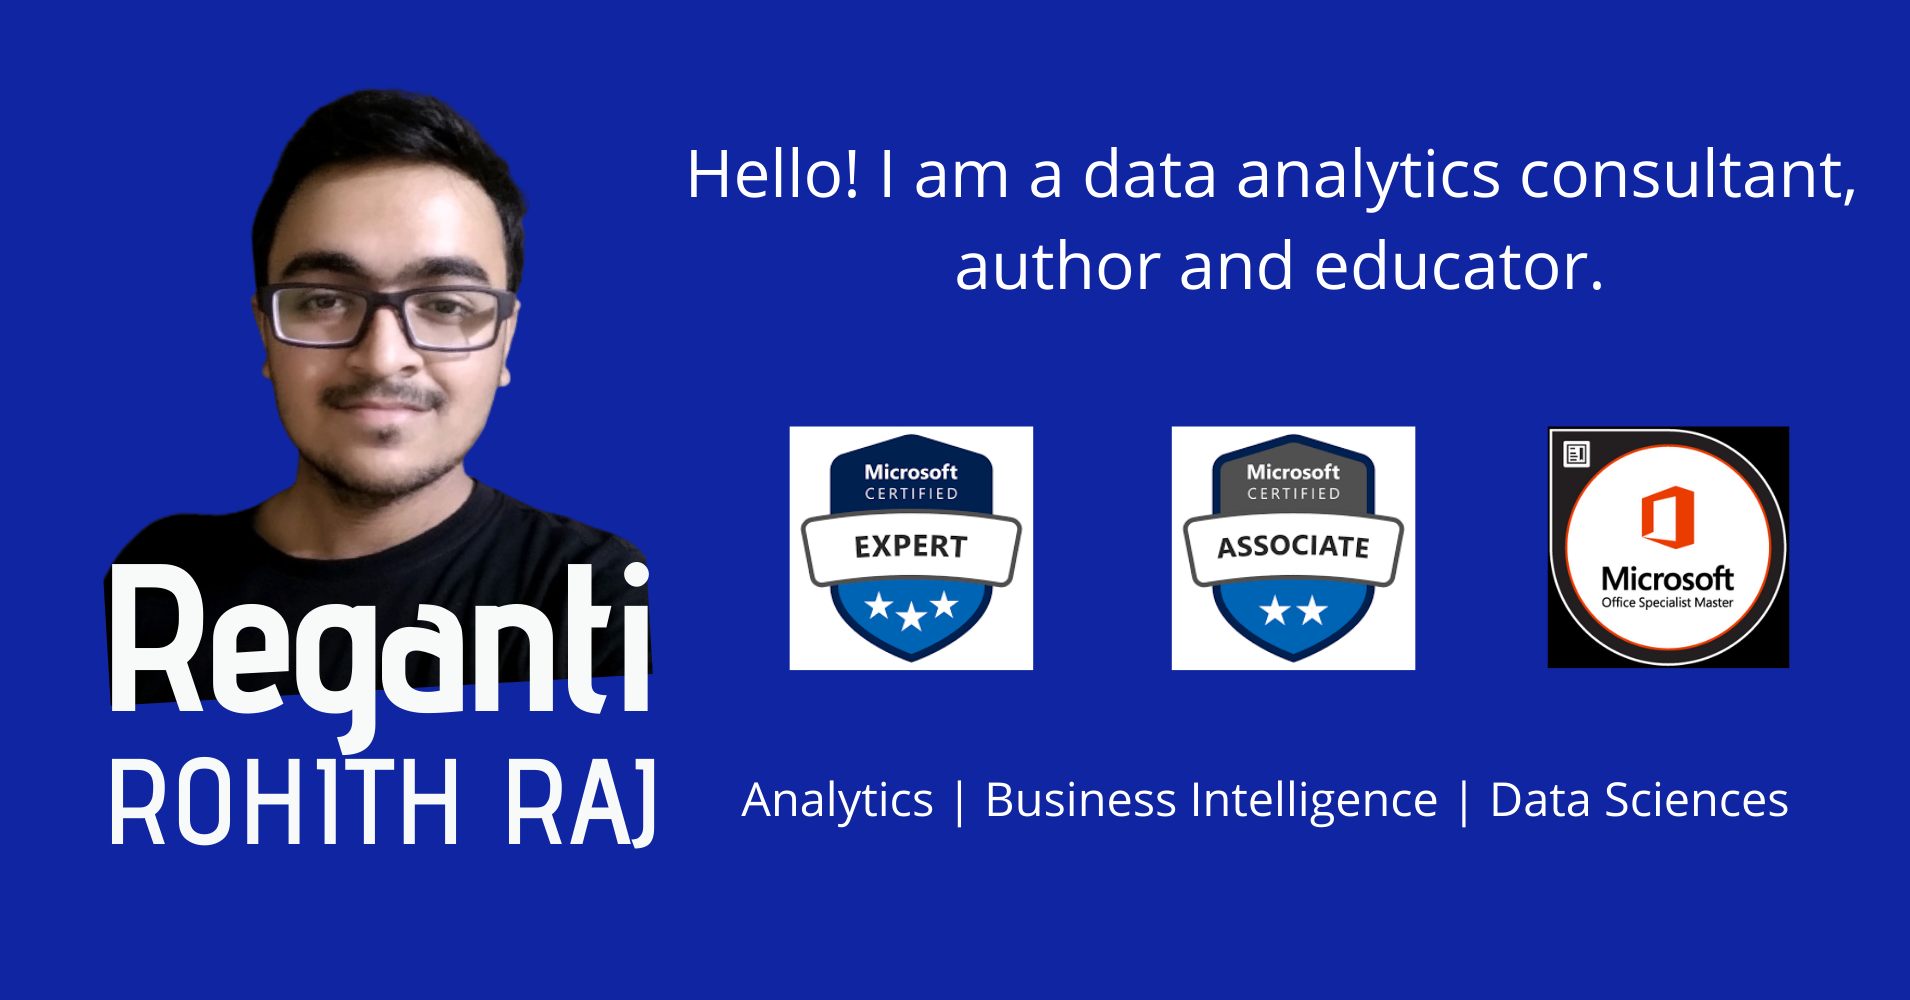 Hello! I am a data analytics consultant,
author and educator.
Microsoft
CERTIFIED
EXPERT
Microsoft
CERTIFIED
ASSOCIATE
Microsoft
Office Specialist Master
Reganti
ROHITH RAJ
Analytics | Business Intelligence | Data Sciences